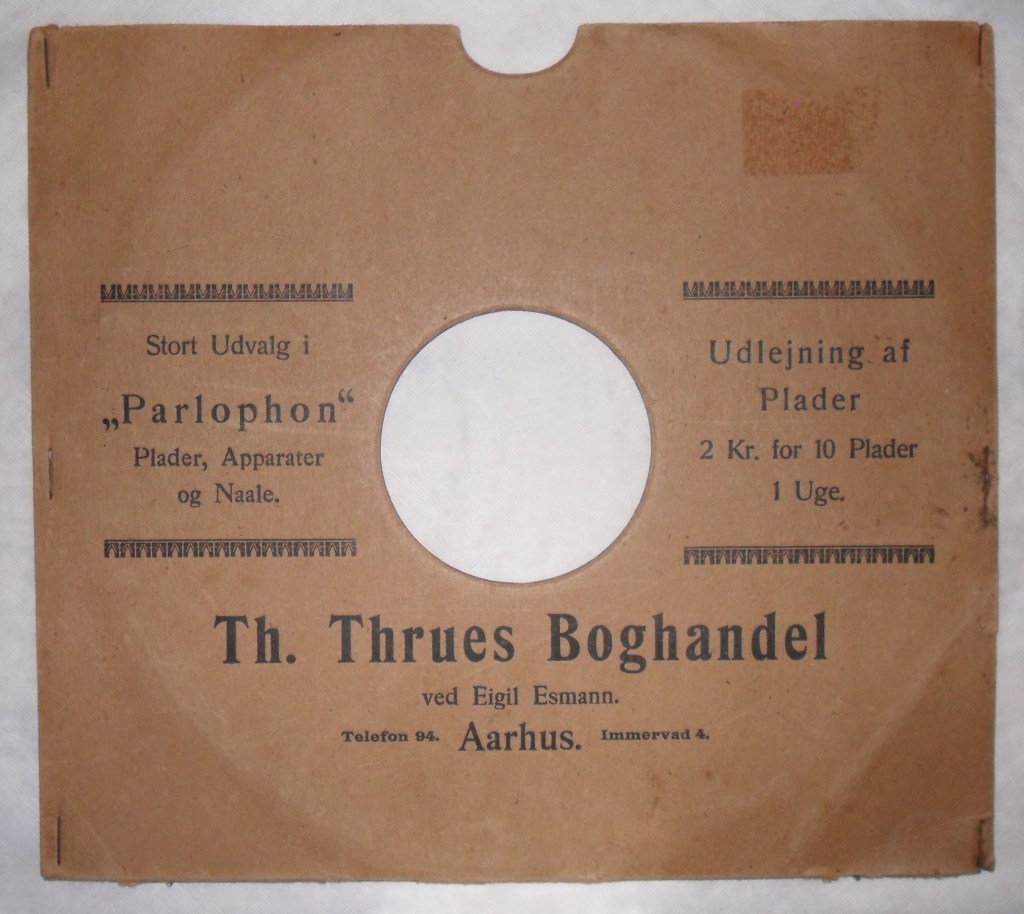 Stort Udvalg i
„Parlophon“
Plader, Apparater
og Naale.
Udlejning af
Plader
2 Kr. for 10 Plader
1 Uge.
Th. Thrues Boghandel
ved Eigil Esmann.
Telefon 94. Aarhus. Immervad 4.